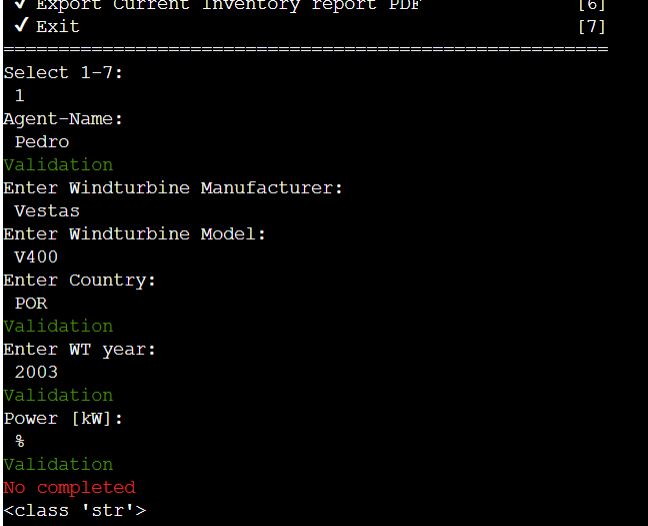 ✔ Export Current Inventory report PDF [6]
✔ Exit [7]
=======================================================
Select 1-7:
1
Agent-Name:
Pedro
Validation
Enter Windturbine Manufacturer:
Vestas
Enter Windturbine Model:
V400
Enter Country:
POR
Validation
Enter WT year:
2003
Validation
Power [kW]:
%
Validation
No completed
<class 'str'>